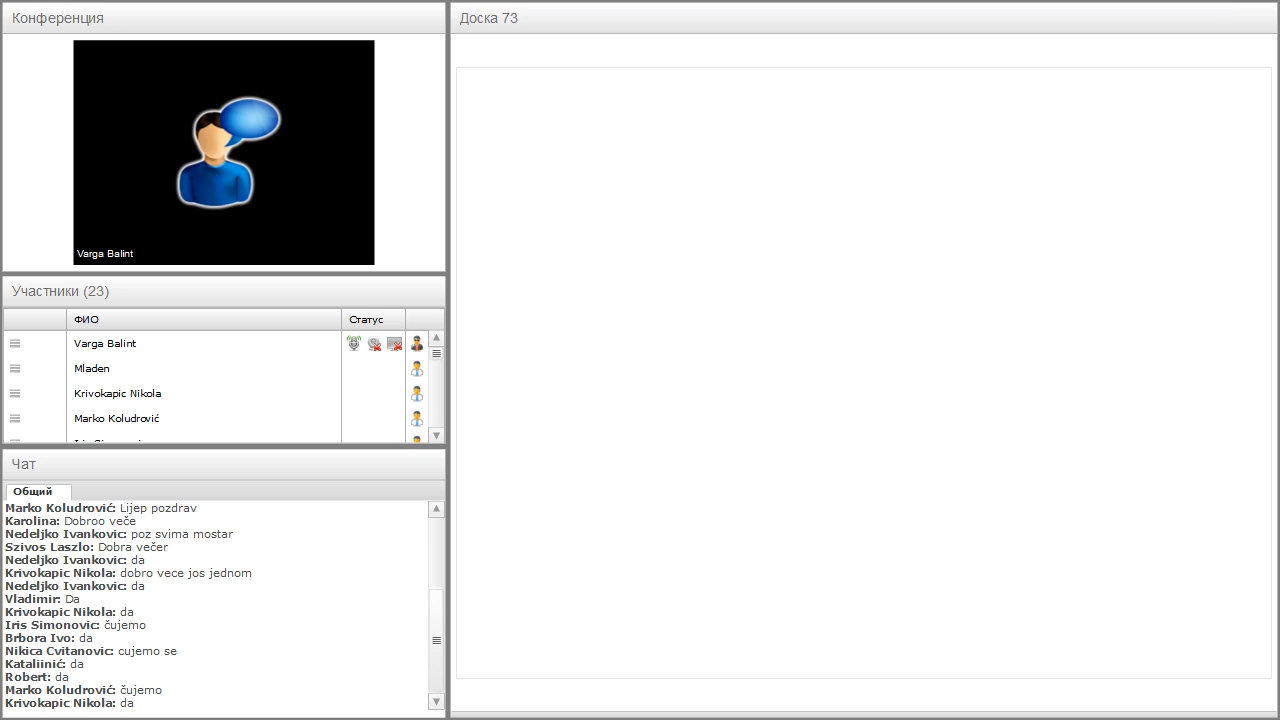 Конференция
Varga Balint
Участники (23)
ФИО Статус
Varga Balint
Mladen
Krivokapic Nikola
Marko Koludrović
Чат
Общий
Marko Koludrović: Lijep pozdrav
Karolina: Dobroo veče
Nedeljko Ivankovic: poz svima mostar
Szivos Laszlo: Dobra večer
Nedeljko Ivankovic: da
Krivokapic Nikola: dobro vece jos jednom
Nedeljko Ivankovic: da
Vladimir: Da
Krivokapic Nikola: da
Iris Simonovic: čujemo
Brbora Ivo: da
Nikica Cvitanovic: cujemo se
Kataliinić: da
Robert: da
Marko Koludrović: čujemo
Krivokapic Nikola: da
Доска 73